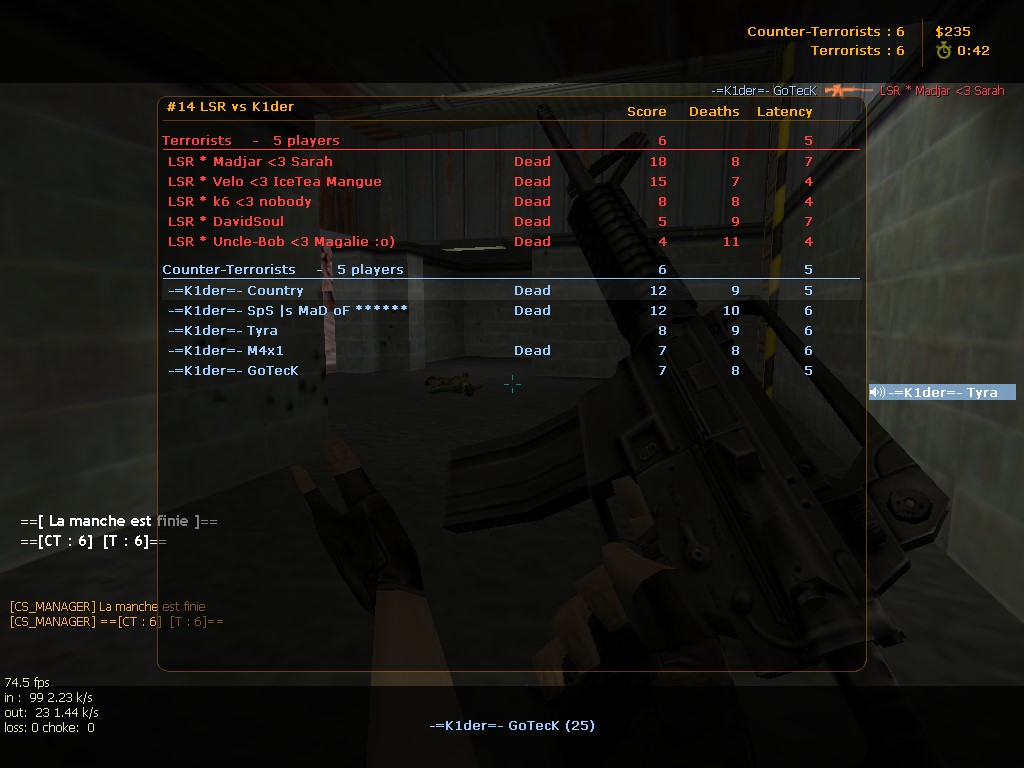 Counter-Terrorists : 6 $235
Terrorists : 6 0:42
-=K1der=- GoTecK LSR * Madjar <3 Sarah
#14 LSR vs K1der
Score Deaths Latency
Terrorists - 5 players 6 5
LSR * Madjar <3 Sarah Dead 18 8 7
LSR * Velo <3 IceTea Mangue Dead 15 7 4
LSR * k6 <3 nobody Dead 8 8 4
LSR * DavidSoul Dead 5 9 7
LSR * Uncle-Bob <3 Magalie :o) Dead 4 11 4
Counter-Terrorists - 5 players 6 5
-=K1der=- Country Dead 12 9 5
-=K1der=- SpS |s MaD oF ****** Dead 12 10 6
-=K1der=- Tyra 8 9 6
-=K1der=- M4x1 Dead 7 8 6
-=K1der=- GoTecK 7 8 5
-=K1der=- Tyra
==[ La manche est finie ]==
==[CT : 6] [T : 6]==
[CS_MANAGER] La manche est finie
[CS_MANAGER] ==[CT : 6] [T : 6]==
74.5 fps
in : 99 2.23 k/s
out: 23 1.44 k/s
loss: 0 choke: 0
-=K1der=- GoTecK (25)